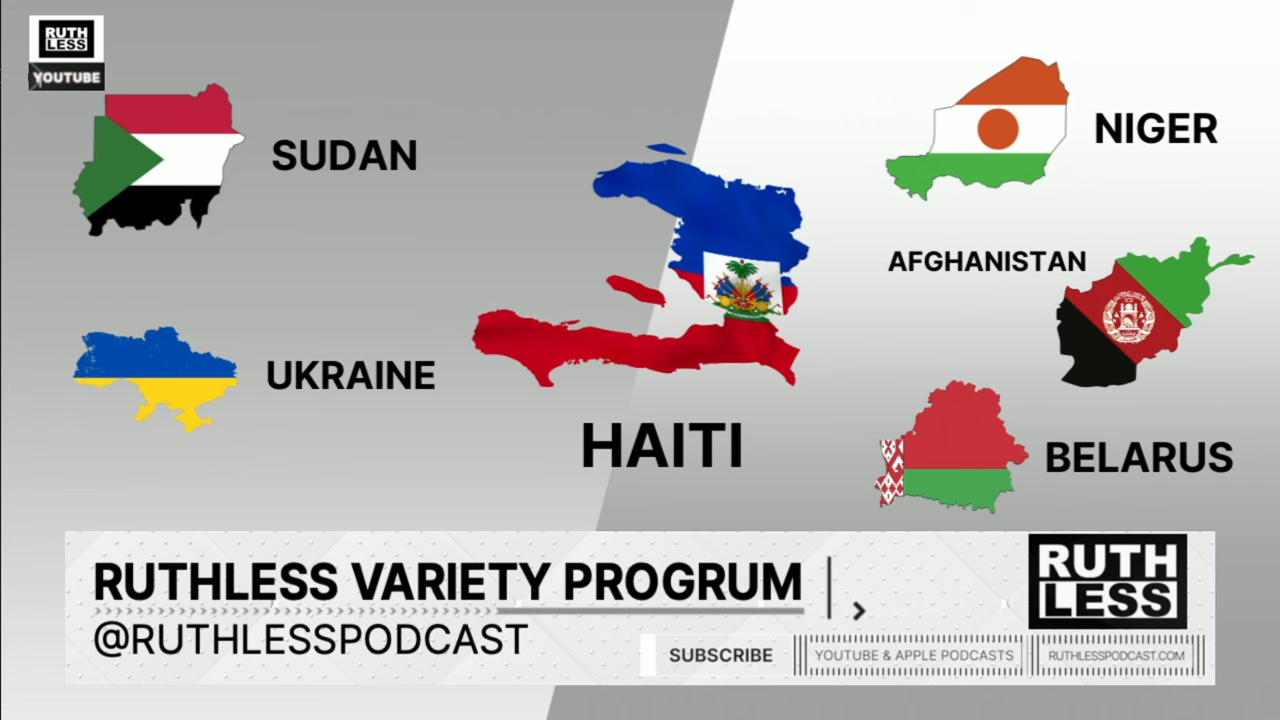 RUTH
LESS
YOUTUBE
SUDAN
NIGER
AFGHANISTAN
UKRAINE
HAITI
BELARUS
RUTHLESS VARIETY PROGRUM
@RUTHLESSPODCAST
RUTH
LESS
SUBSCRIBE
YOUTUBE & APPLE PODCASTS
RUTHLESSPODCAST.COM